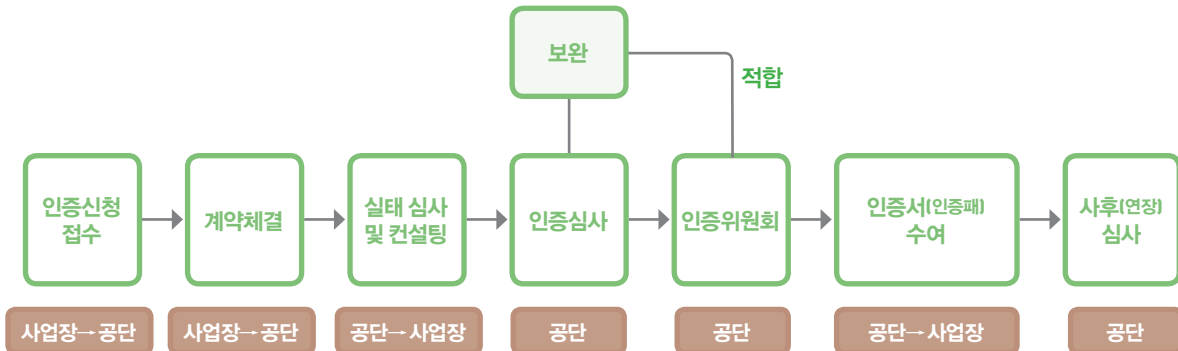 보완
적합
인증신청
접수
계약체결
실태 심사
및 컨설팅
인증심사
인증위원회
인증서(인증패)
수여
사후(연장)
심사
사업장→공단
사업장→공단
공단→사업장
공단
공단
공단→사업장
공단